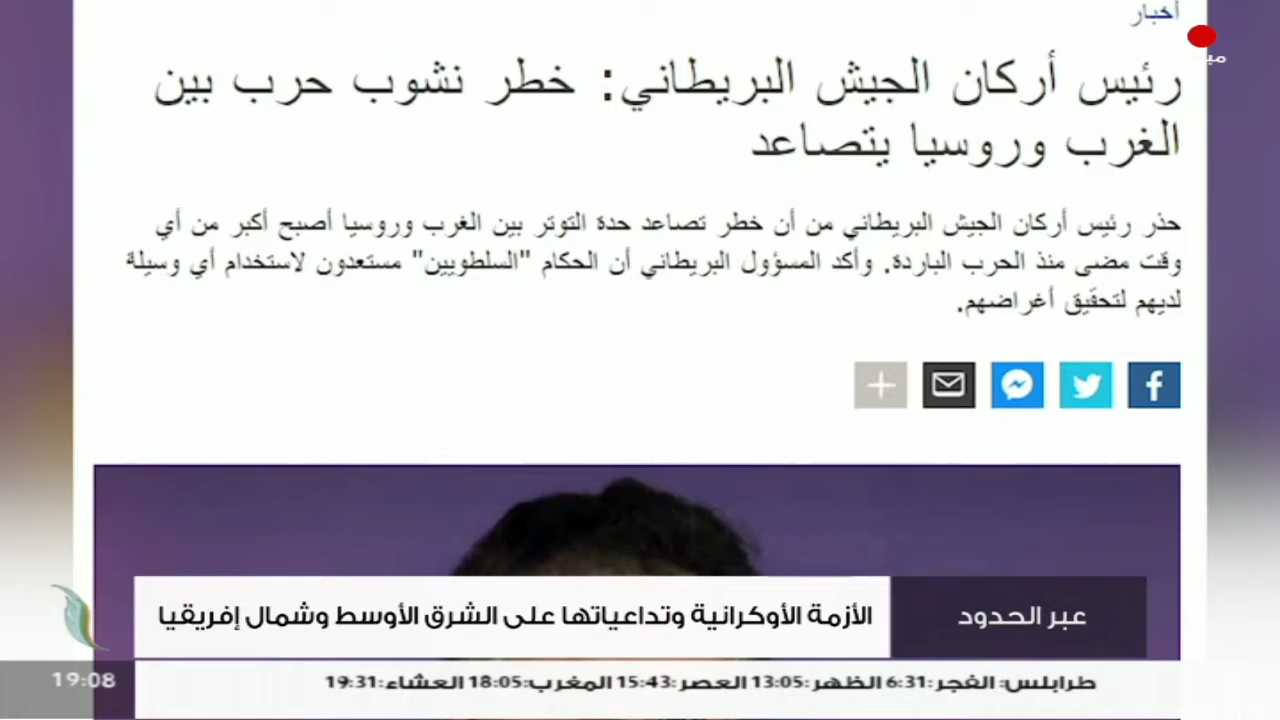 أخبار
رئيس أركان الجيش البريطاني: خطر نشوب حرب بين
الغرب وروسيا يتصاعد
حذر رئيس أركان الجيش البريطاني من أن خطر تصاعد حدة التوتر بين الغرب وروسيا أصبح أكبر من أي
وقت مضى منذ الحرب الباردة. وأكد المسؤول البريطاني أن الحكام "السلطويين" مستعدون لاستخدام أي وسيلة
لديهم لتحقيق أغراضهم.
عبر الحدود
الأزمة الأوكرانية وتداعياتها على الشرق الأوسط وشمال إفريقيا
طرابلس: الفجر:6:31 الظهر:13:05 العصر:15:43 المغرب:18:05 العشاء:19:31
19:08